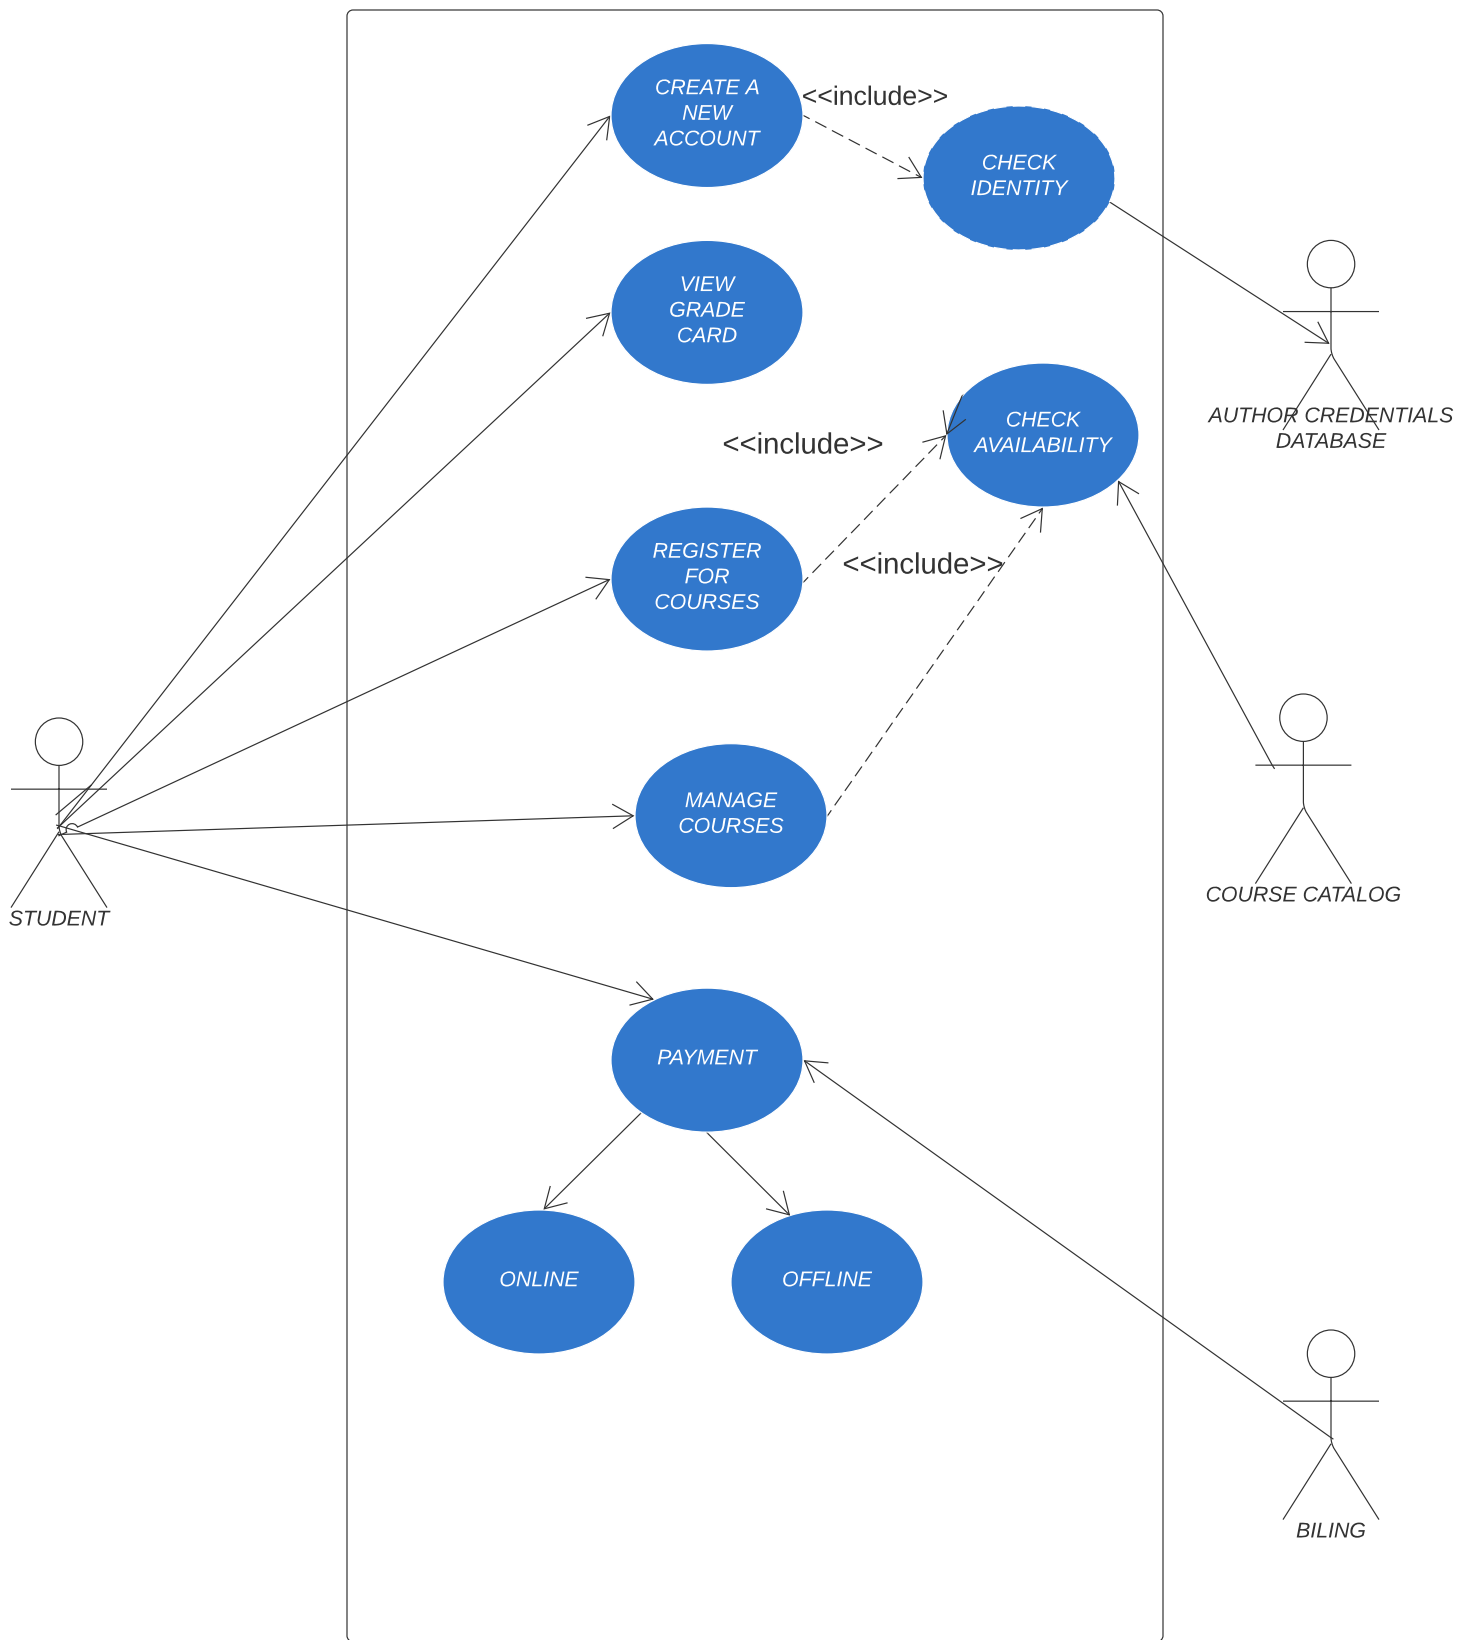 CREATE A
NEW
ACCOUNT
<<include>>
CHECK
IDENTITY
VIEW
GRADE
CARD
AUTHOR CREDENTIALS
DATABASE
CHECK
AVAILABILITY
<<include>>
REGISTER
FOR
COURSES
<<include>>
MANAGE
COURSES
STUDENT
COURSE CATALOG
PAYMENT
ONLINE
OFFLINE
BILING